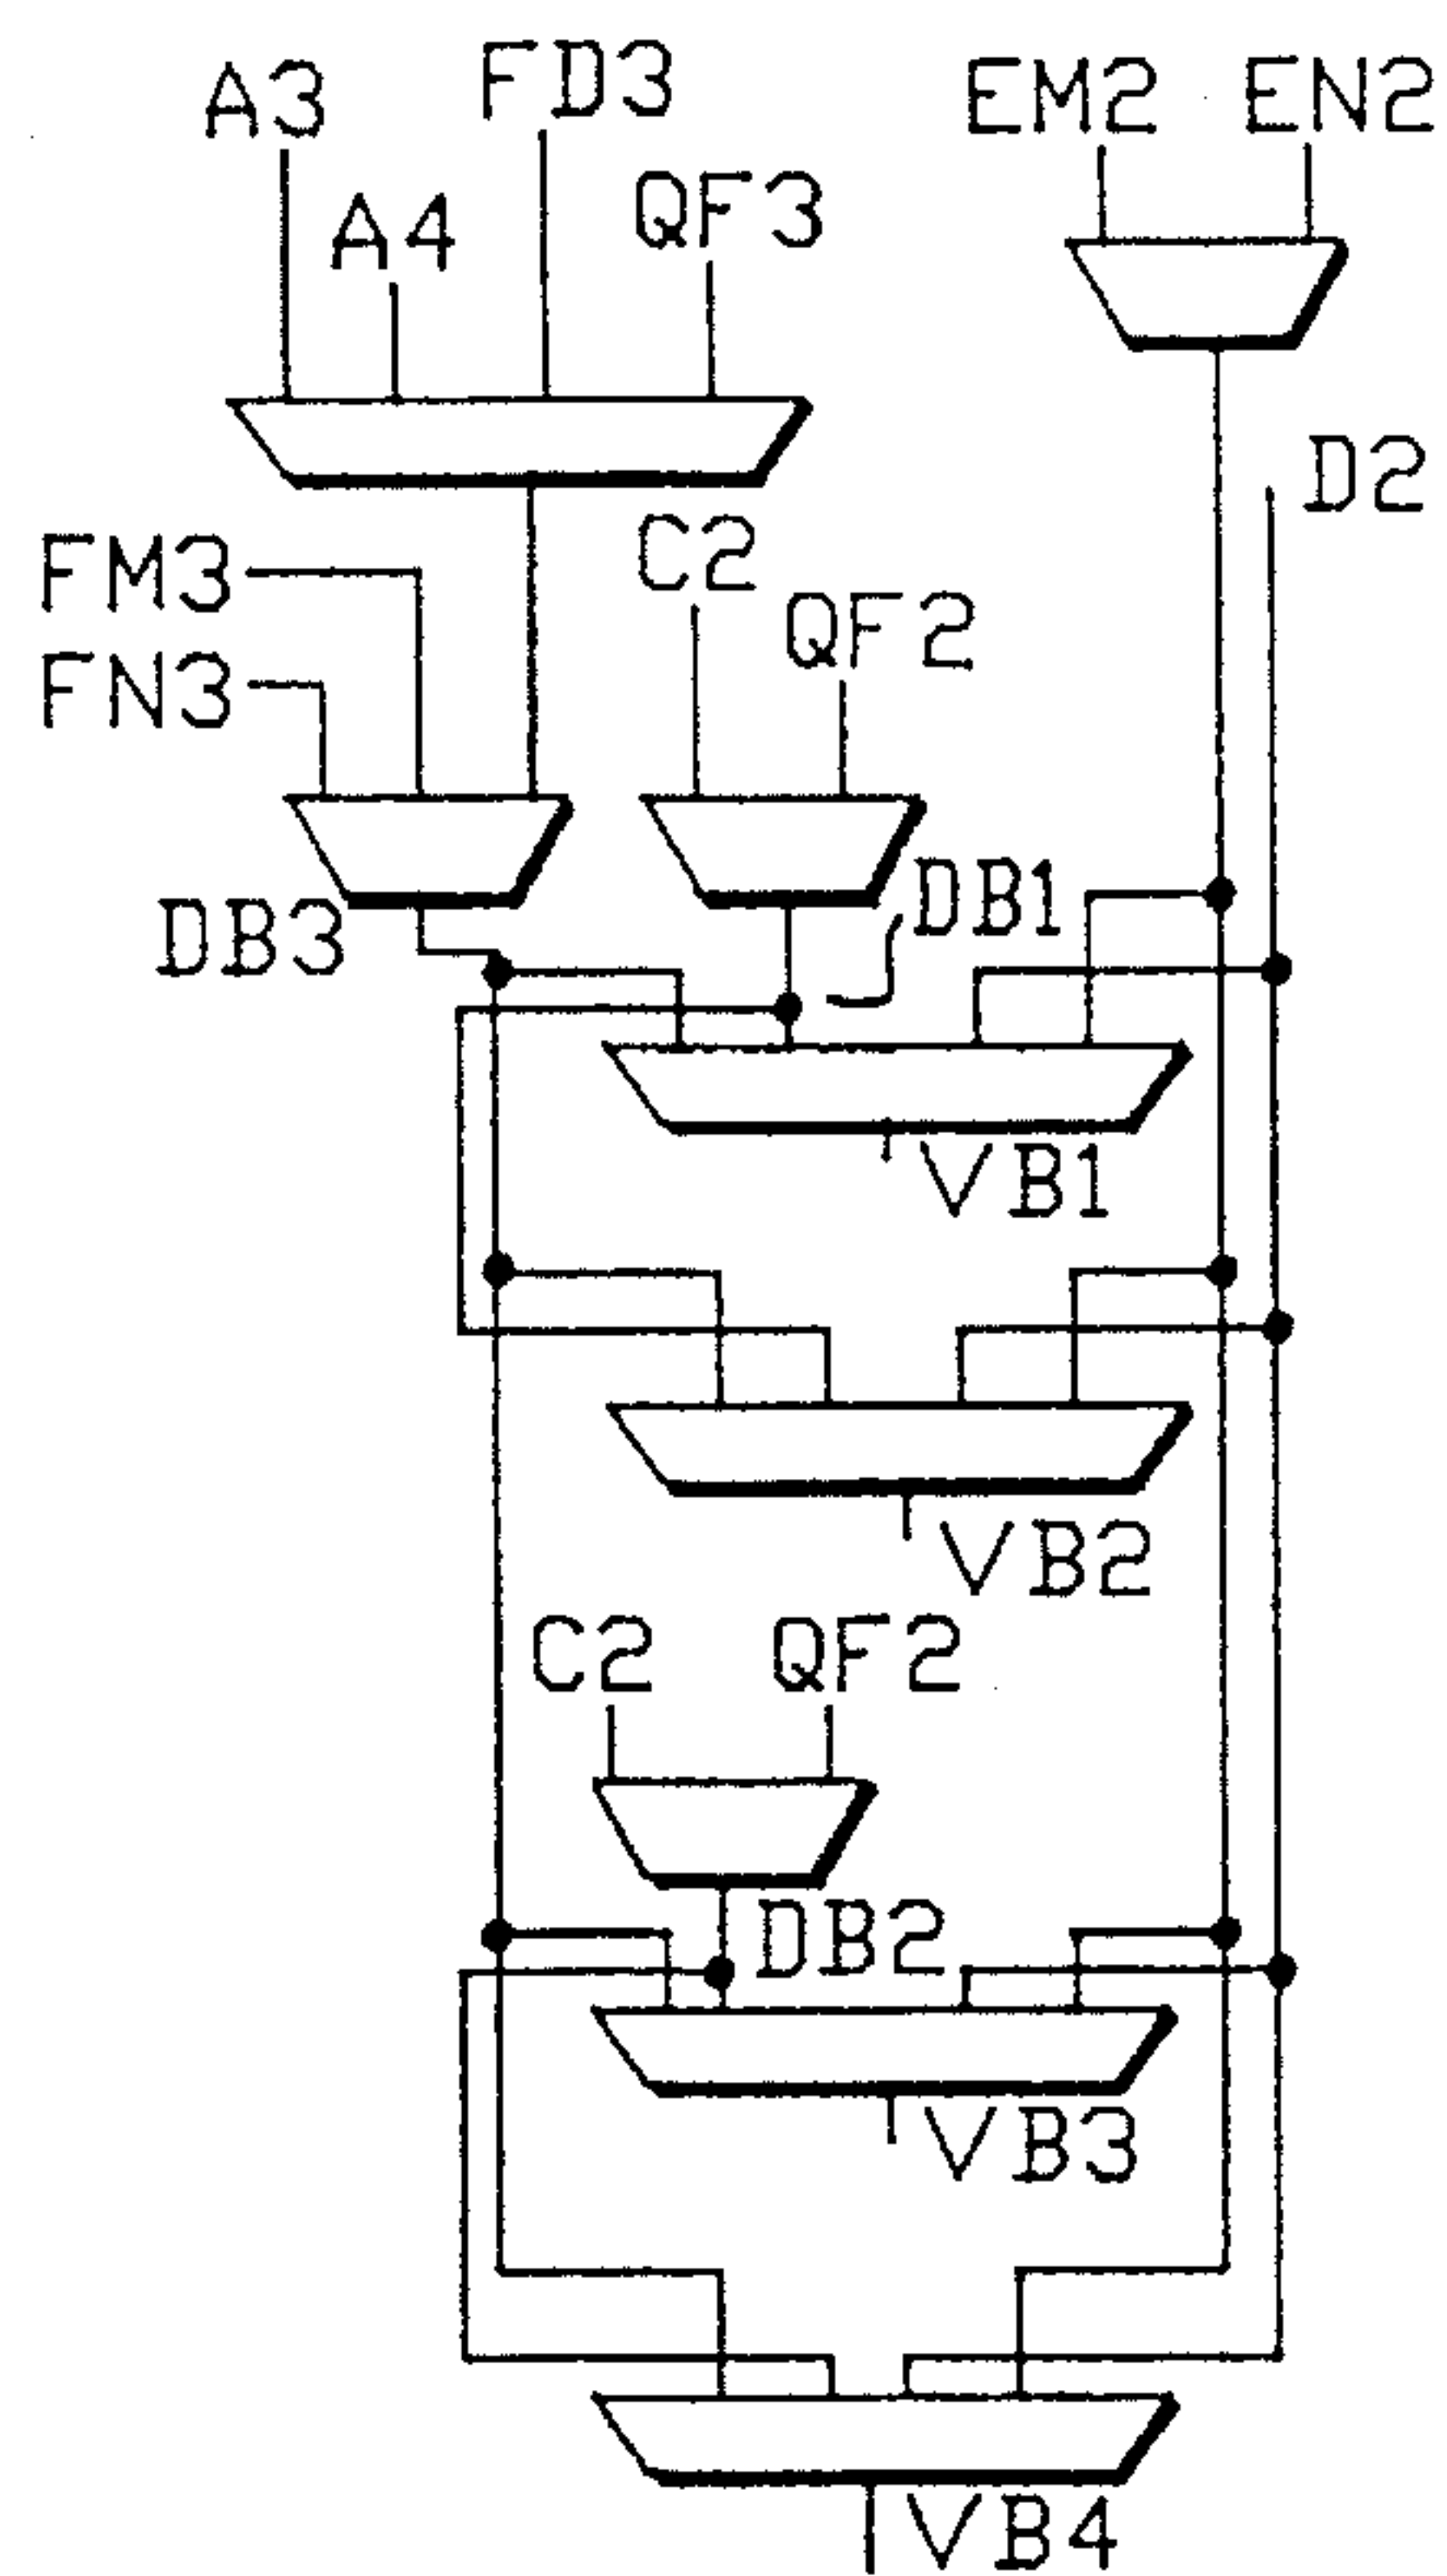 A3
FD3
EM2
EN2
A4
QF3
D2
C2
FM3
QF2
FN3
DB1
DB3
VB1
VB2
C2
QF2
DB2
VB3
VB4